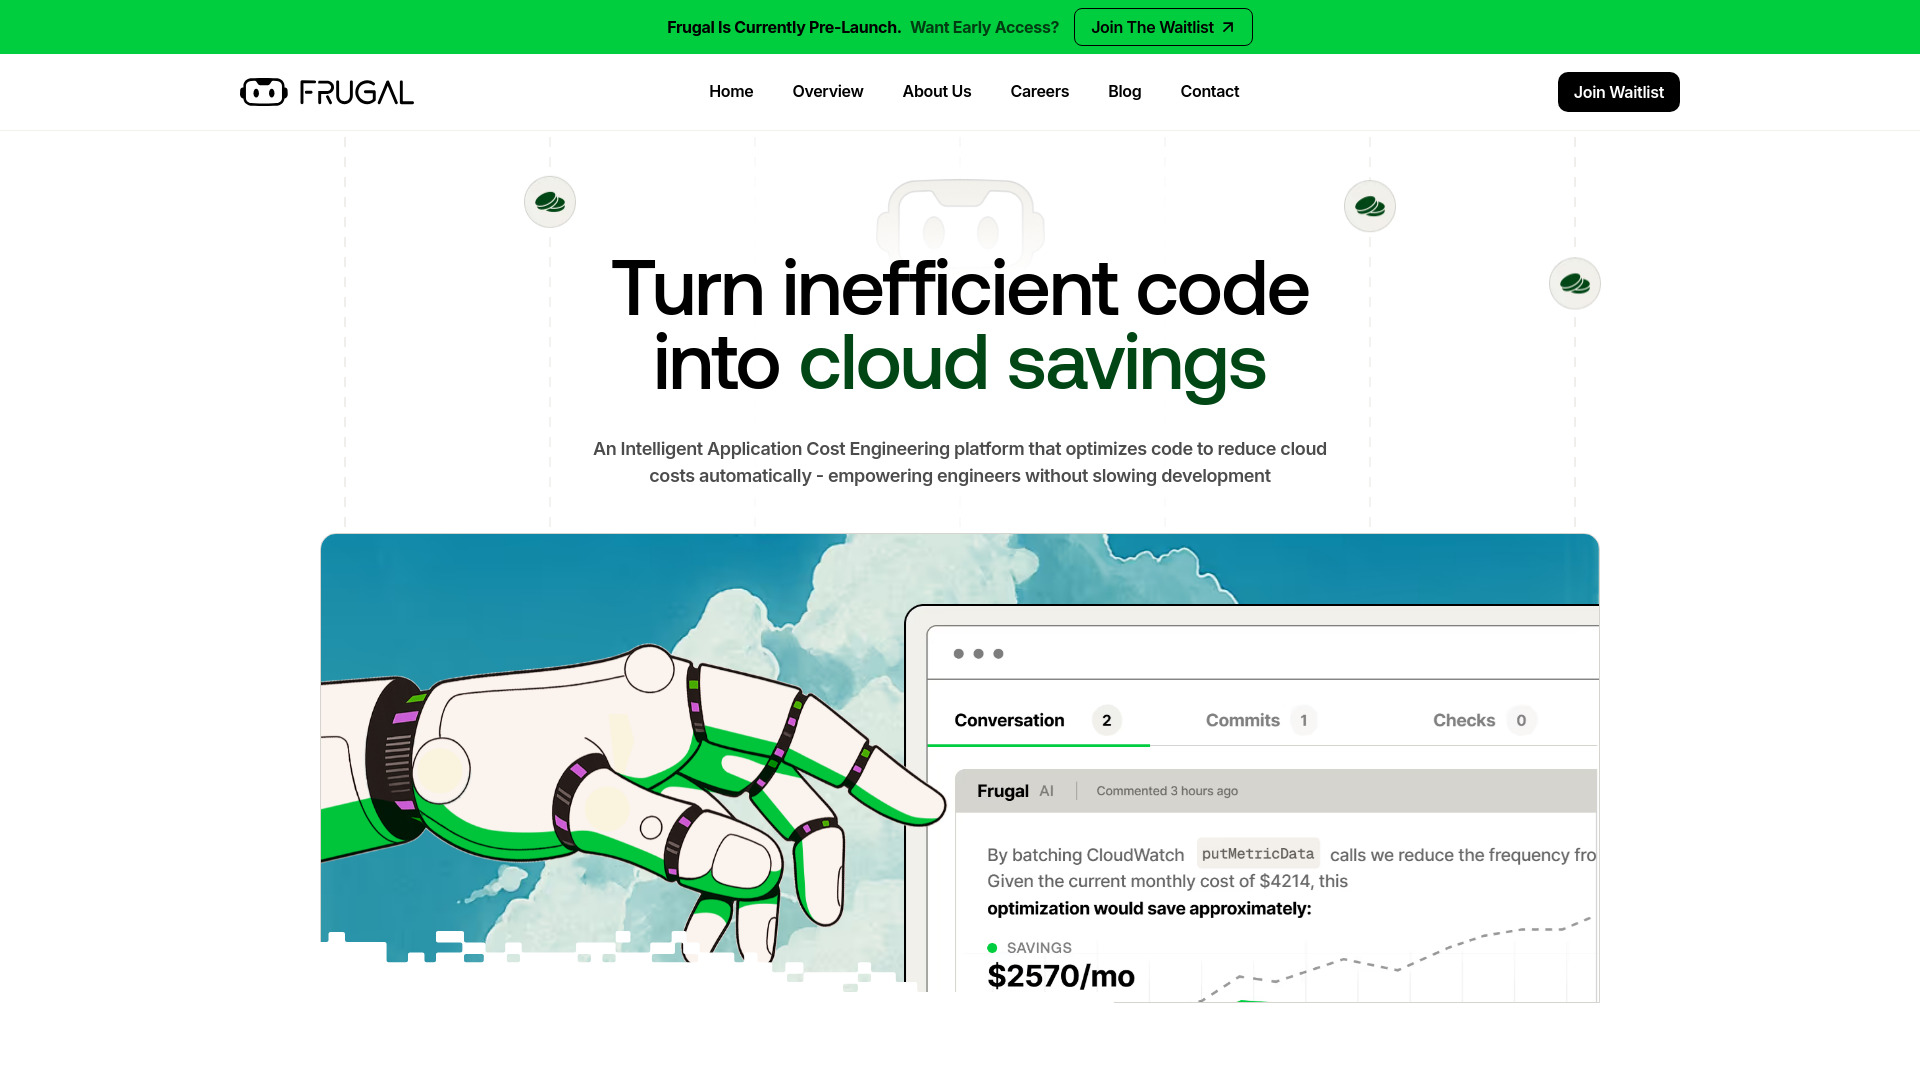 Frugal Is Currently Pre-Launch. Want Early Access? Join The Waitlist
FRUGAL Home Overview About Us Careers Blog Contact Join Waitlist
Turn inefficient code
into cloud savings
An Intelligent Application Cost Engineering platform that optimizes code to reduce cloud
costs automatically - empowering engineers without slowing development
Conversation 2 Commits 1 Checks 0
Frugal AI Commented 3 hours ago
By batching CloudWatch putMetricData calls we reduce the frequency fro
Given the current monthly cost of $4214, this
optimization would save approximately:
SAVINGS
$2570/mo